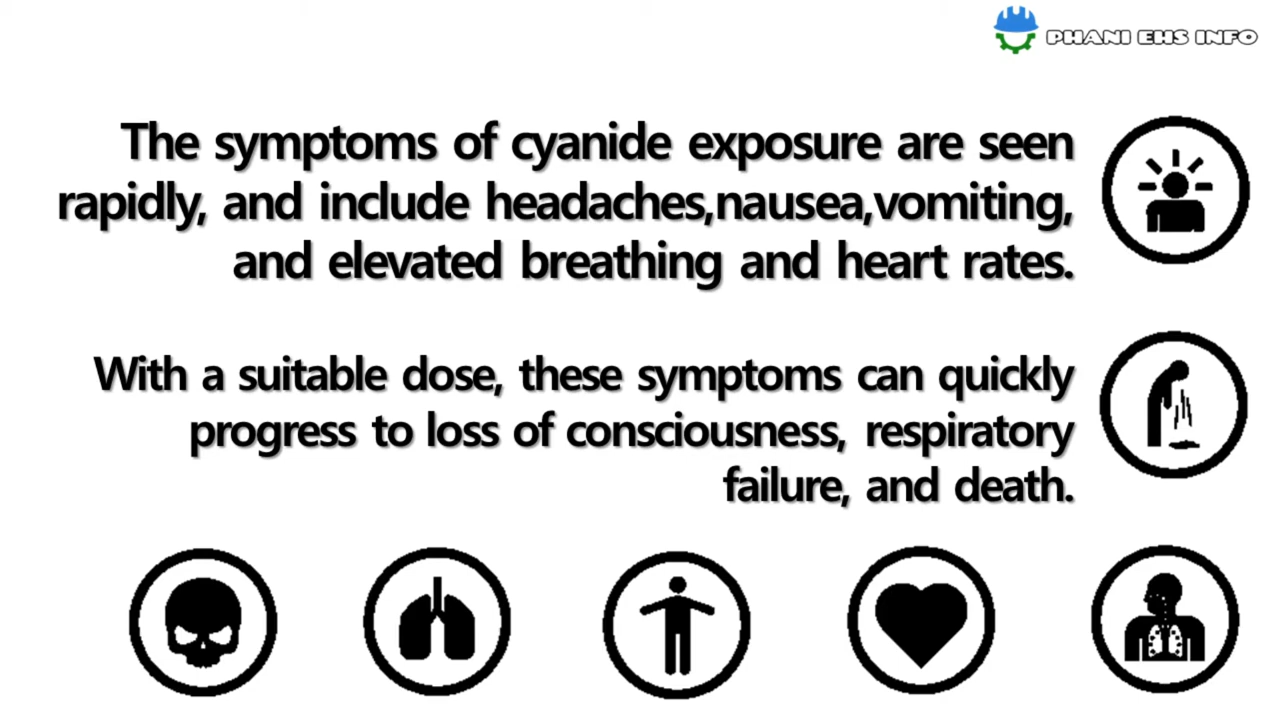 PHANI EHS INFO
The symptoms of cyanide exposure are seen
rapidly, and include headaches,nausea,vomiting,
and elevated breathing and heart rates.
With a suitable dose, these symptoms can quickly
progress to loss of consciousness, respiratory
failure, and death.